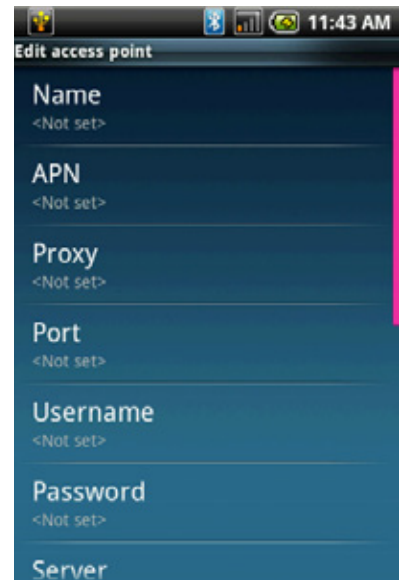 11:43 AM
Edit access point
Name
<Not set>
APN
<Not set>
Proxy
<Not set>
Port
<Not set>
Username
<Not set>
Password
<Not set>
Server